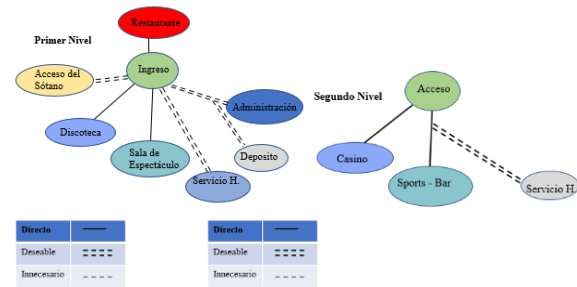 Restaurante
Primer Nivel
Ingreso
Acceso del
Sótano
Administración
Discoteca
Sala de
Espectáculo
Deposito
Servicio H.
Segundo Nivel
Acceso
Casino
Sports - Bar
Servicio H
Directo
Deseable
Innecesario
Directo
Deseable
Innecesario